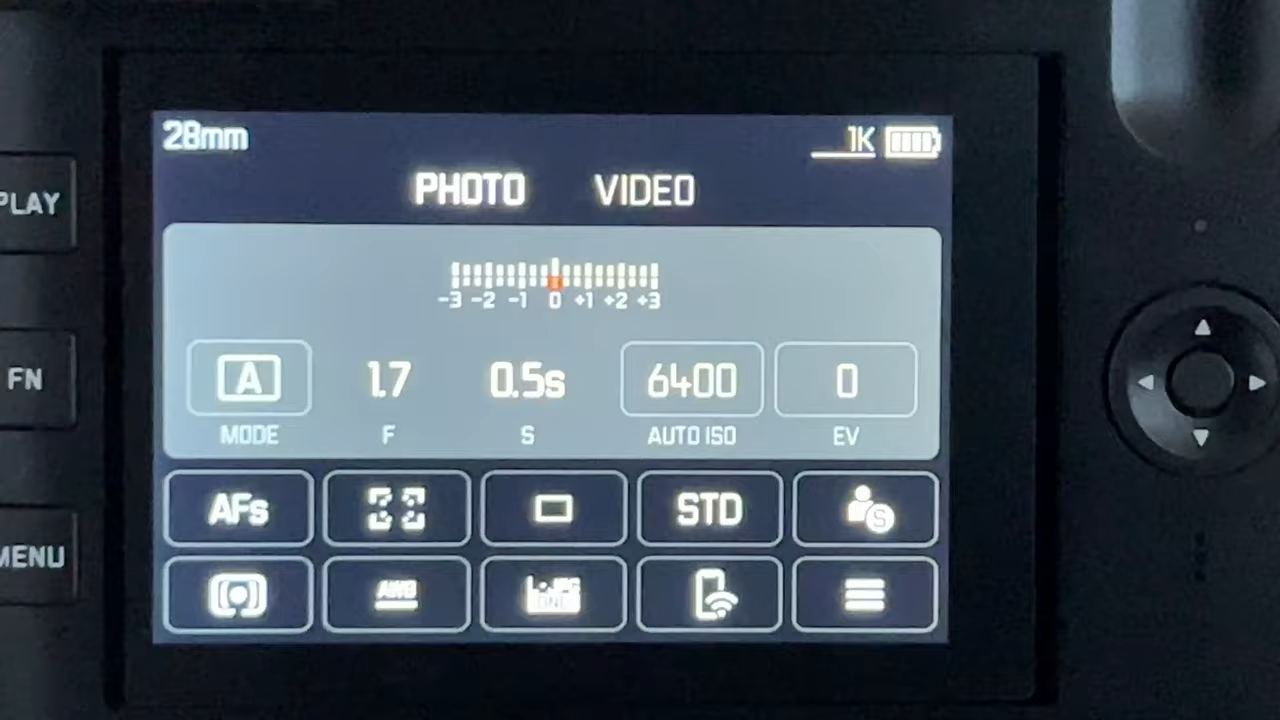 28mm
1K
PHOTO VIDEO
PLAY
-3 -2 -1 0 +1 +2 +3
A 1.7 0.5s 6400 0
FN
MODE F S AUTO ISO EV
AFs STD S
MENU
AWB
DNG